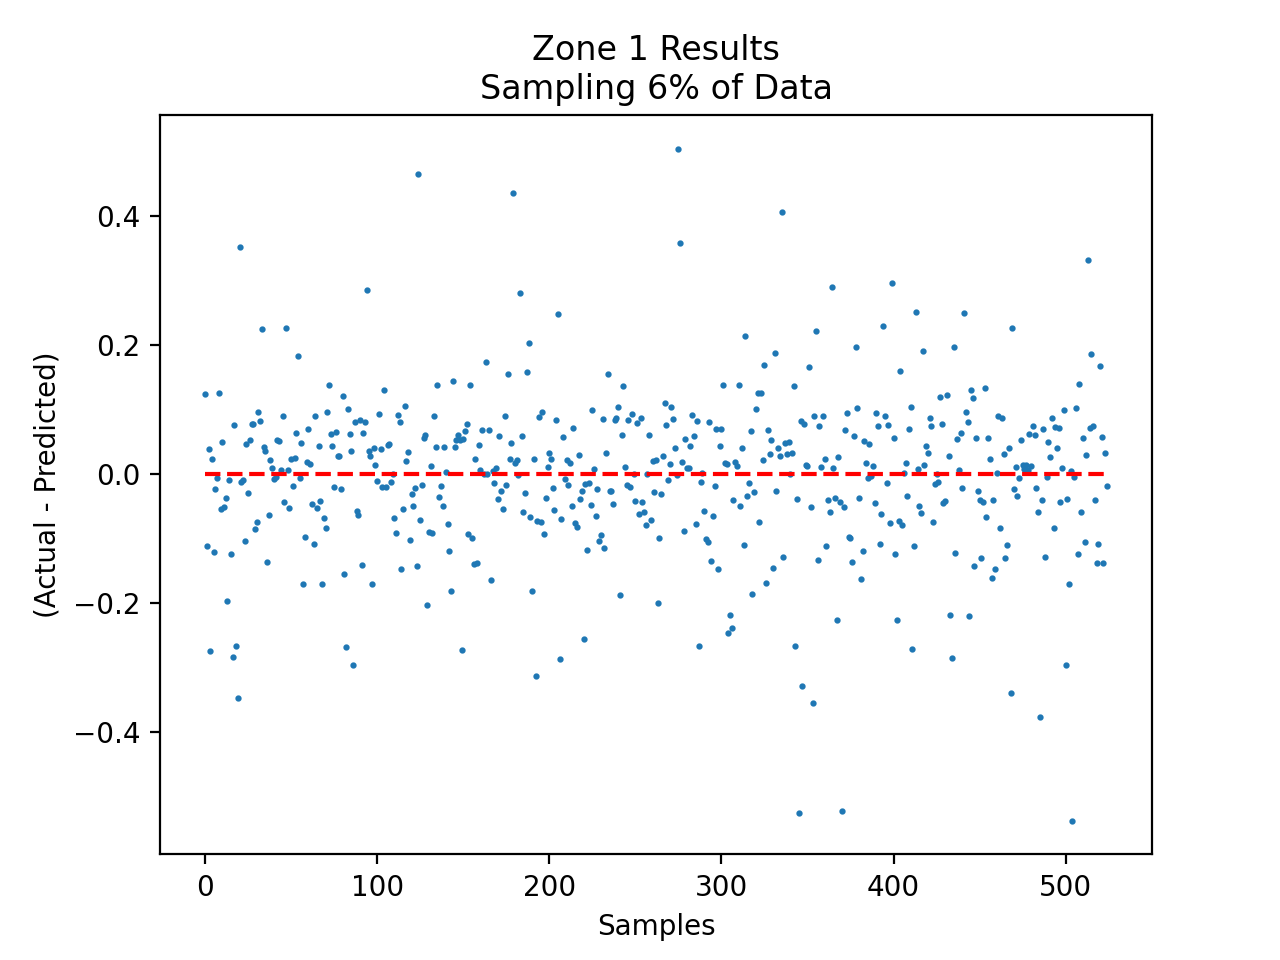 Zone 1 Results
Sampling 6% of Data
(Actual - Predicted)
0.4
0.2
0.0
−0.2
−0.4
0 100 200 300 400 500
Samples